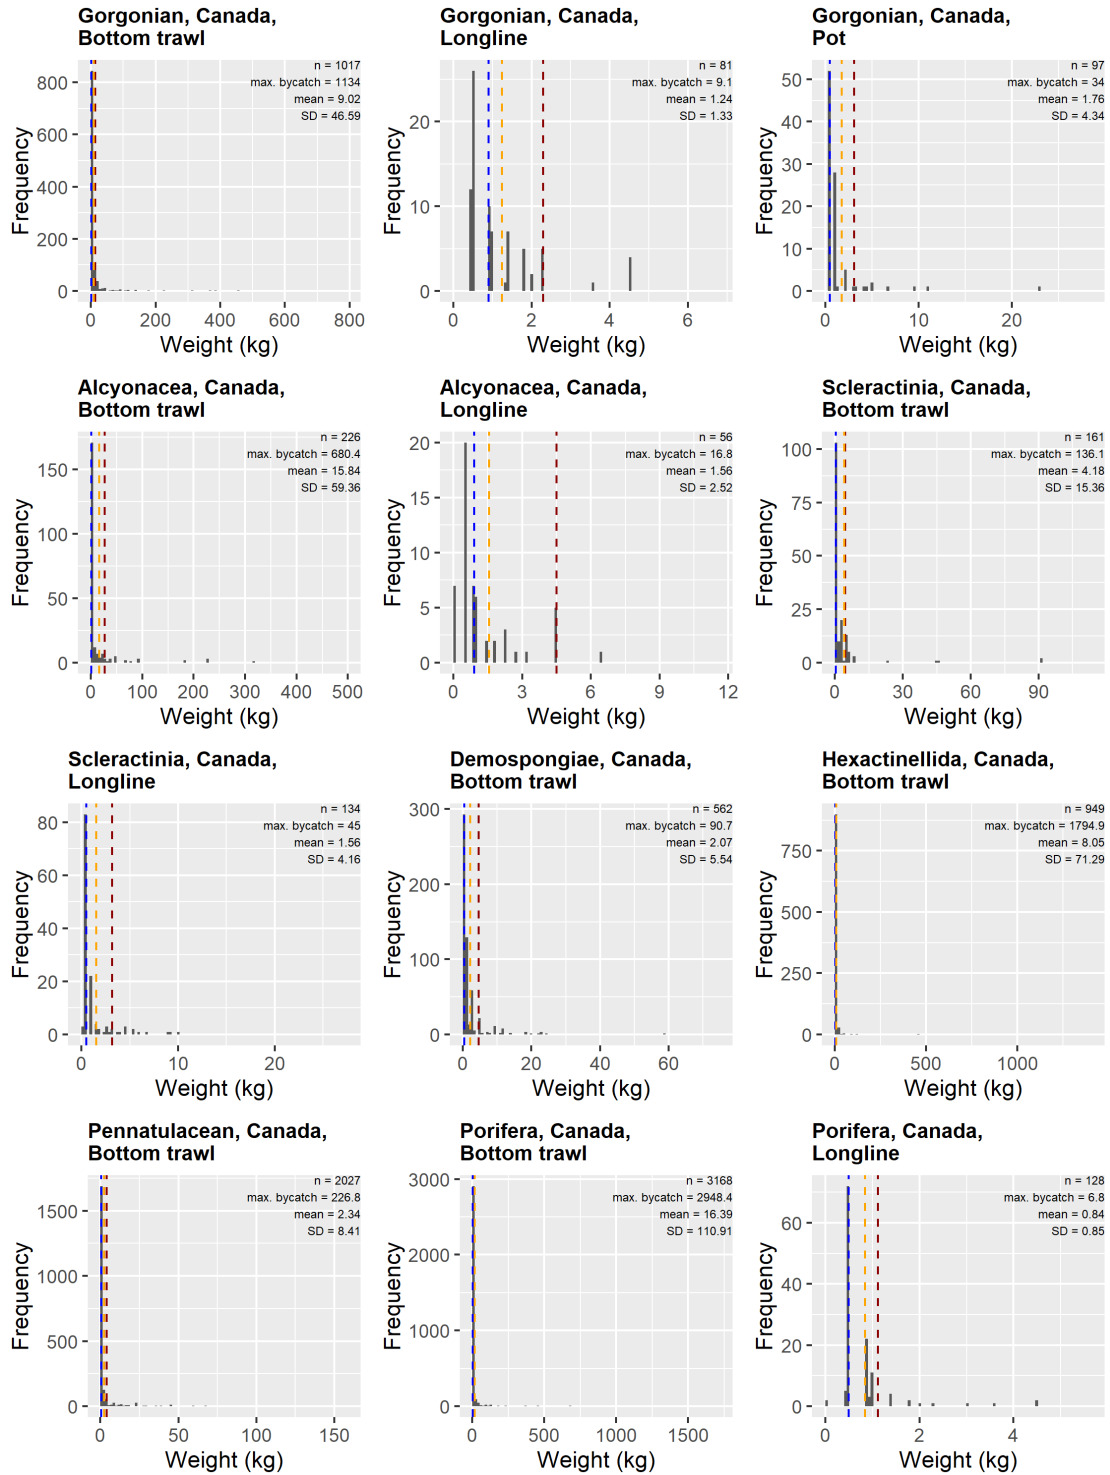 Gorgonian, Canada,
Bottom trawl
n = 1017
max. bycatch = 1134
mean = 9.02
SD = 46.59
Frequency
800
600
400
200
0
0 200 400 600 800
Weight (kg)
Gorgonian, Canada,
Longline
n = 81
max. bycatch = 9.1
mean = 1.24
SD = 1.33
Frequency
20
10
0
0 2 4 6
Weight (kg)
Gorgonian, Canada,
Pot
n = 97
max. bycatch = 34
mean = 1.76
SD = 4.34
Frequency
50
40
30
20
10
0
0 10 20
Weight (kg)
Alcyonacea, Canada,
Bottom trawl
n = 226
max. bycatch = 680.4
mean = 15.84
SD = 59.36
Frequency
150
100
50
0
0 100 200 300 400 500
Weight (kg)
Alcyonacea, Canada,
Longline
n = 56
max. bycatch = 16.8
mean = 1.56
SD = 2.52
Frequency
20
15
10
5
0
0 3 6 9 12
Weight (kg)
Scleractinia, Canada,
Bottom trawl
n = 161
max. bycatch = 136.1
mean = 4.18
SD = 15.36
Frequency
100
75
50
25
0
0 30 60 90
Weight (kg)
Scleractinia, Canada,
Longline
n = 134
max. bycatch = 45
mean = 1.56
SD = 4.16
Frequency
80
60
40
20
0
0 10 20
Weight (kg)
Demospongiae, Canada,
Bottom trawl
n = 562
max. bycatch = 90.7
mean = 2.07
SD = 5.54
Frequency
300
200
100
0
0 20 40 60
Weight (kg)
Hexactinellida, Canada,
Bottom trawl
n = 949
max. bycatch = 1794.9
mean = 8.05
SD = 71.29
Frequency
750
500
250
0
0 500 1000
Weight (kg)
Pennatulacean, Canada,
Bottom trawl
n = 2027
max. bycatch = 226.8
mean = 2.34
SD = 8.41
Frequency
1500
1000
500
0
0 50 100 150
Weight (kg)
Porifera, Canada,
Bottom trawl
n = 3168
max. bycatch = 2948.4
mean = 16.39
SD = 110.91
Frequency
3000
2000
1000
0
0 500 1000 1500
Weight (kg)
Porifera, Canada,
Longline
n = 128
max. bycatch = 6.8
mean = 0.84
SD = 0.85
Frequency
60
40
20
0
0 2 4
Weight (kg)